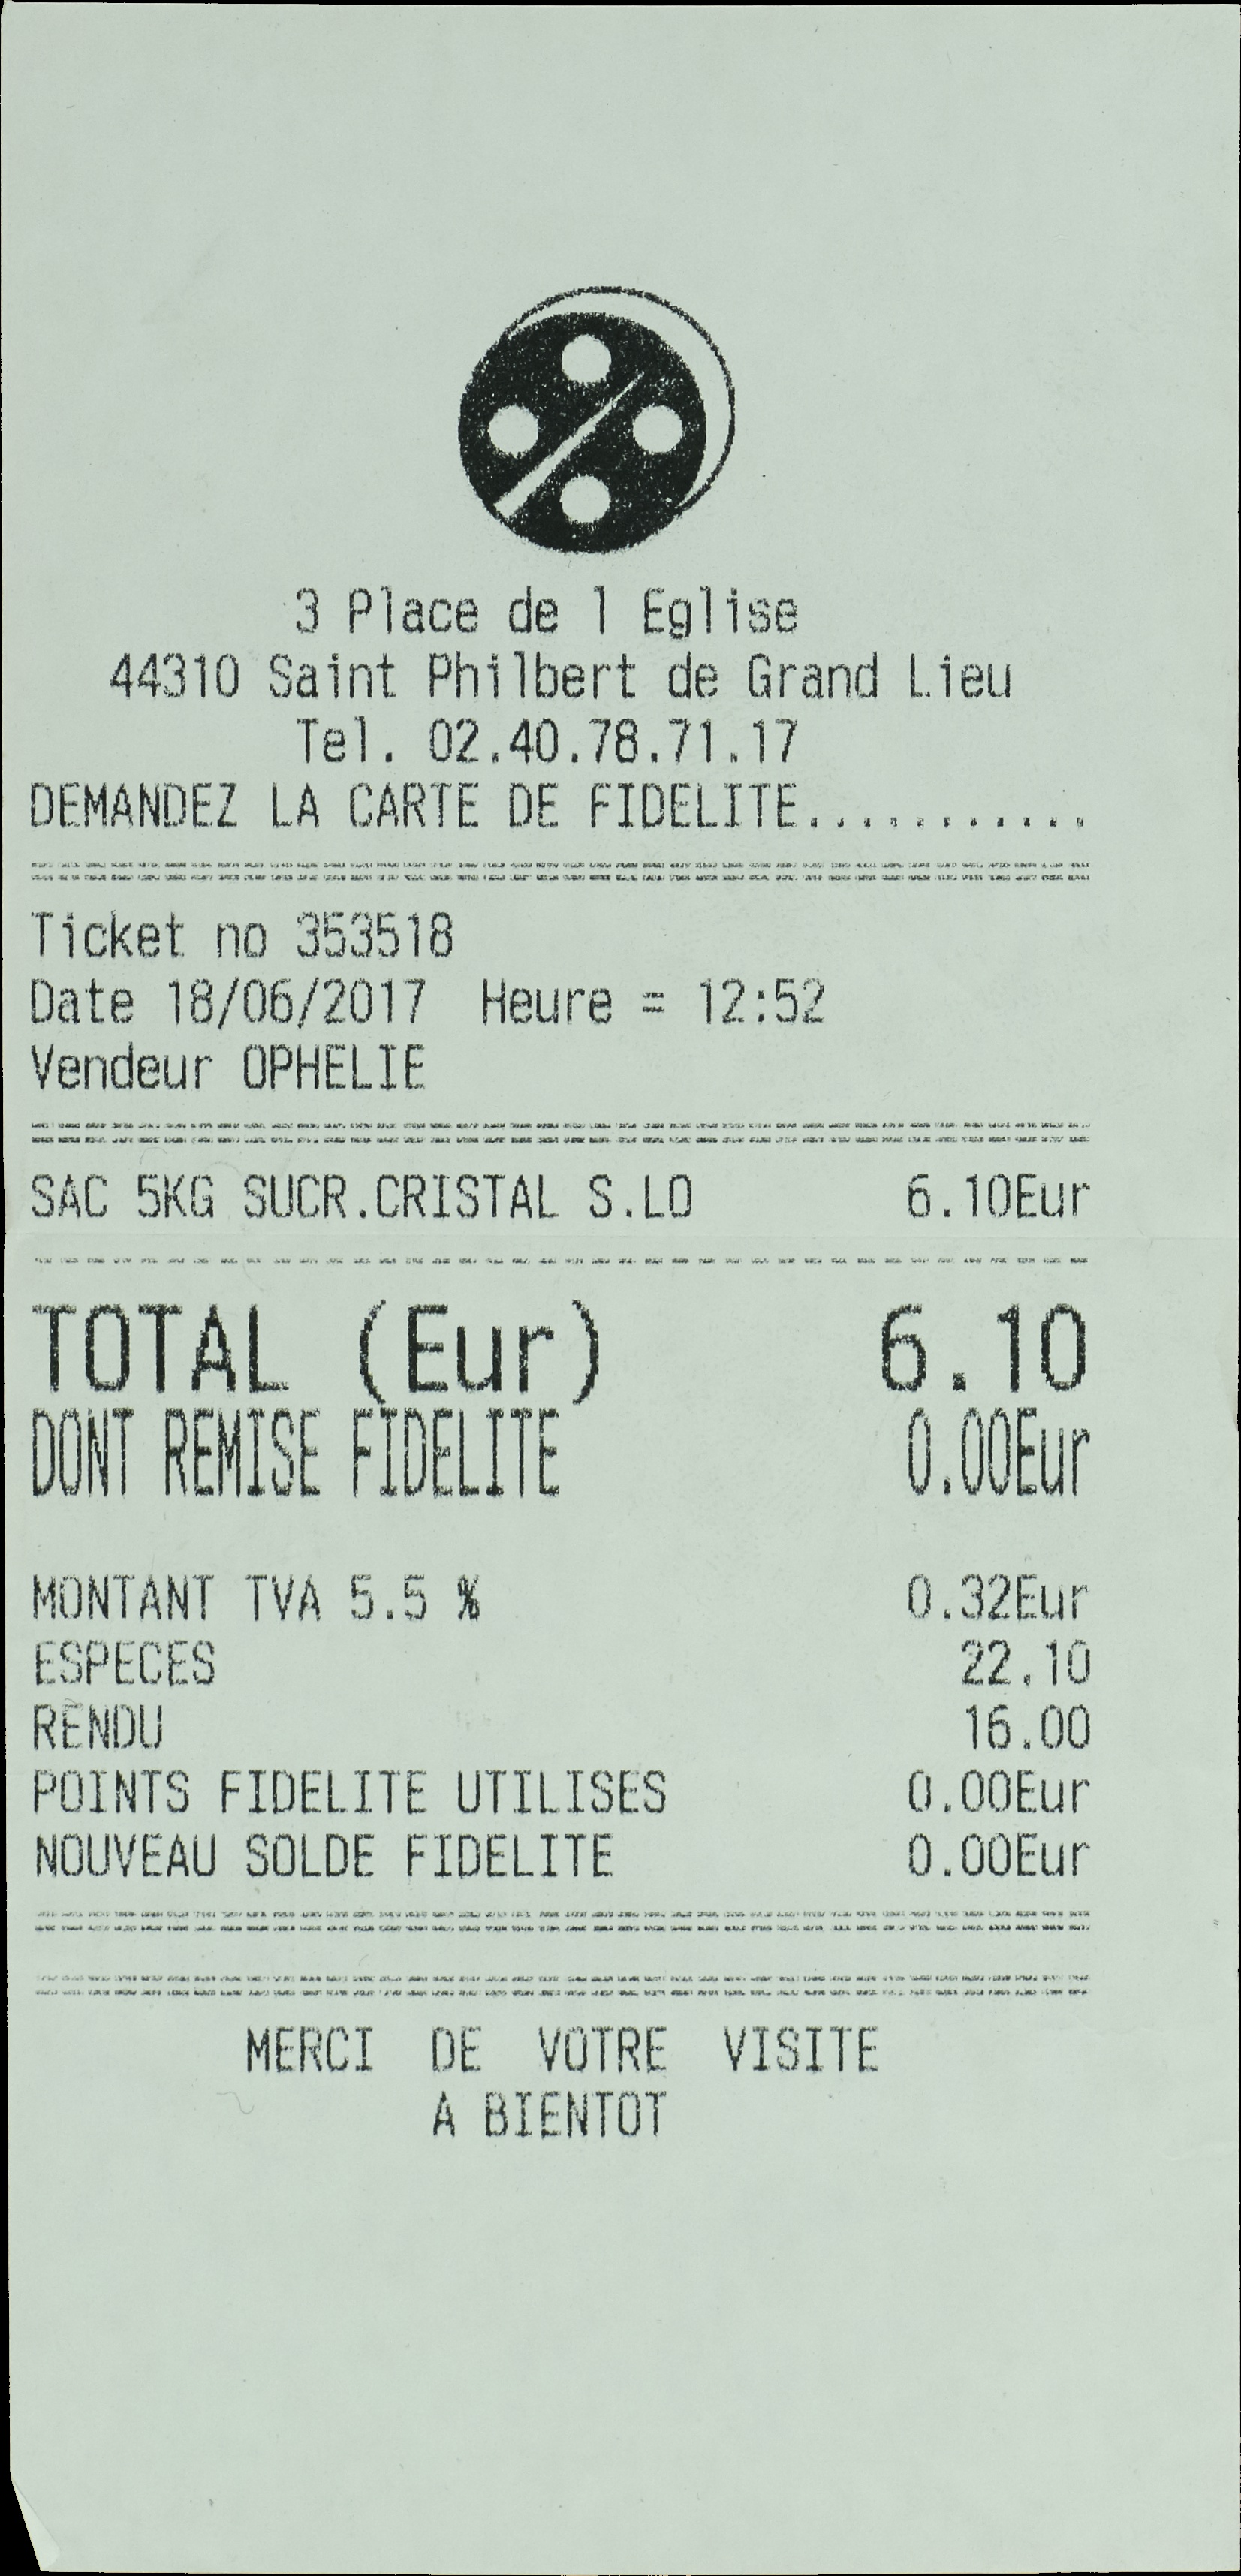 3 Place de l Eglise
44310 Saint Philbert de Grand Lieu
Tel. 02.40.78.71.17
DEMANDEZ LA CARTE DE FIDELITE...........
Ticket no 353518
Date 18/06/2017  Heure = 12:52
Vendeur OPHELIE
SAC 5KG SUCR.CRISTAL S.LO 6.10Eur
TOTAL (Eur) 6.10
DONT REMISE FIDELITE 0.00Eur
MONTANT TVA 5.5 % 0.32Eur
ESPECES 22.10
RENDU 16.00
POINTS FIDELITE UTILISES 0.00Eur
NOUVEAU SOLDE FIDELITE 0.00Eur
MERCI DE VOTRE VISITE
A BIENTOT